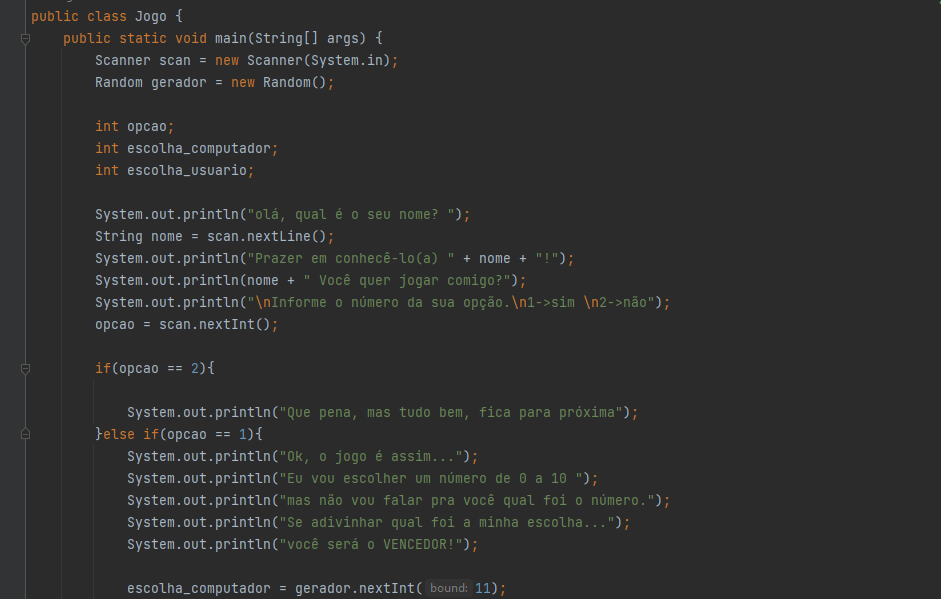 public class Jogo {
public static void main(String[] args) {
Scanner scan = new Scanner(System.in);
Random gerador = new Random();
int opcao;
int escolha_computador;
int escolha_usuario;
System.out.println("olá, qual é o seu nome? ");
String nome = scan.nextLine();
System.out.println("Prazer em conhecê-lo(a) " + nome + "!");
System.out.println(nome + " Você quer jogar comigo?");
System.out.println("\nInforme o número da sua opção.\n1->sim \n2->não");
opcao = scan.nextInt();
if(opcao == 2){
System.out.println("Que pena, mas tudo bem, fica para próxima");
}else if(opcao == 1){
System.out.println("Ok, o jogo é assim...");
System.out.println("Eu vou escolher um número de 0 a 10 ");
System.out.println("mas não vou falar pra você qual foi o número.");
System.out.println("Se adivinhar qual foi a minha escolha...");
System.out.println("você será o VENCEDOR!");
escolha_computador = gerador.nextInt( bound: 11);